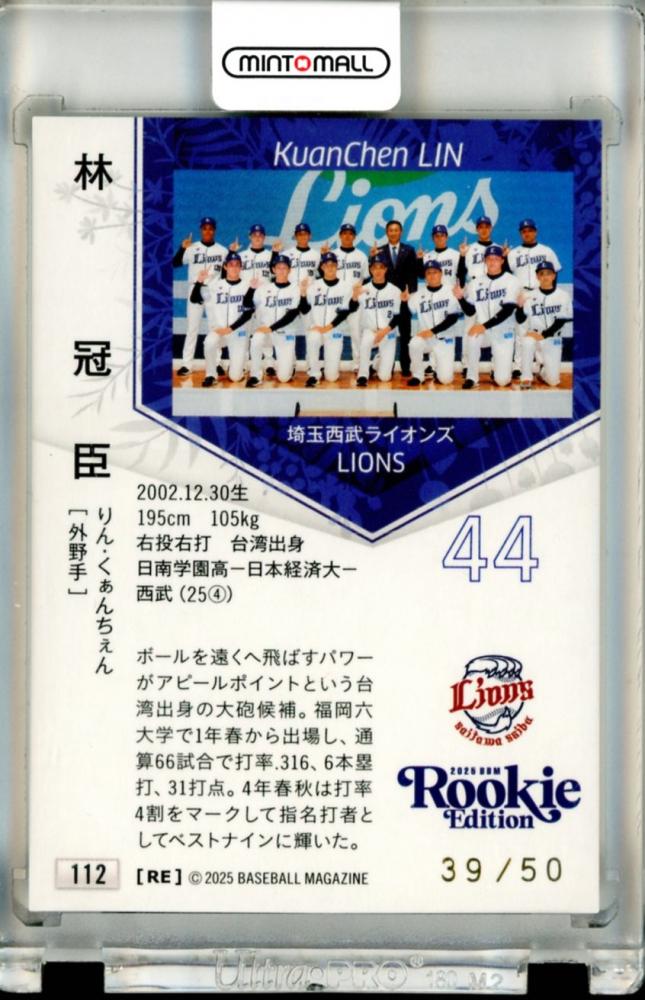 MINTOMALL
KuanChen LIN
Lions
埼玉西武ライオンズ
LIONS
林冠臣
りん・くぁんちぇん
[外野手]
2002.12.30生
195cm 105kg
右投右打 台湾出身
日南学園高－日本経済大－
西武（25④）
44
ボールを遠くへ飛ばすパワー
がアピールポイントという台
湾出身の大砲候補。福岡六
大学で1年春から出場し、通
算66試合で打率.316、6本塁
打、31打点。4年春秋は打率
4割をマークして指名打者と
してベストナインに輝いた。
Lions
saitama seibu
2025 BBM
Rookie
Edition
39/50
112
[RE] ©2025 BASEBALL MAGAZINE
Ultra·PRO®